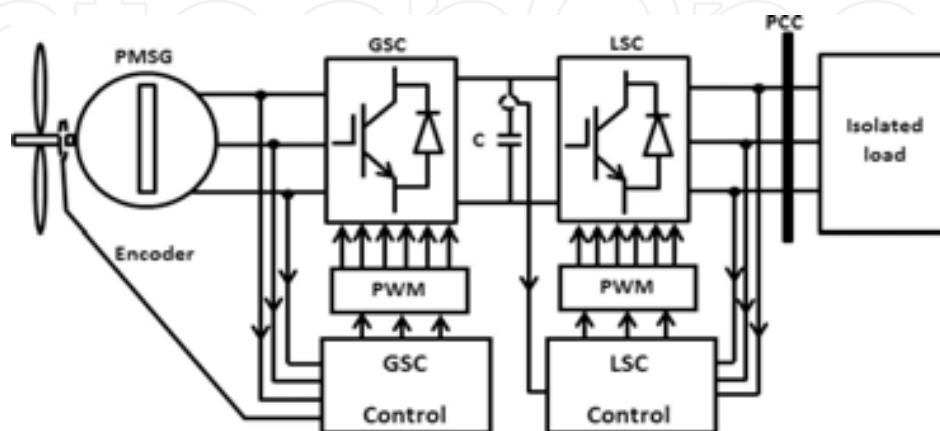 PMSG
GSC
LSC
PCC
C
Isolated
load
Encoder
PWM
PWM
GSC
Control
LSC
Control